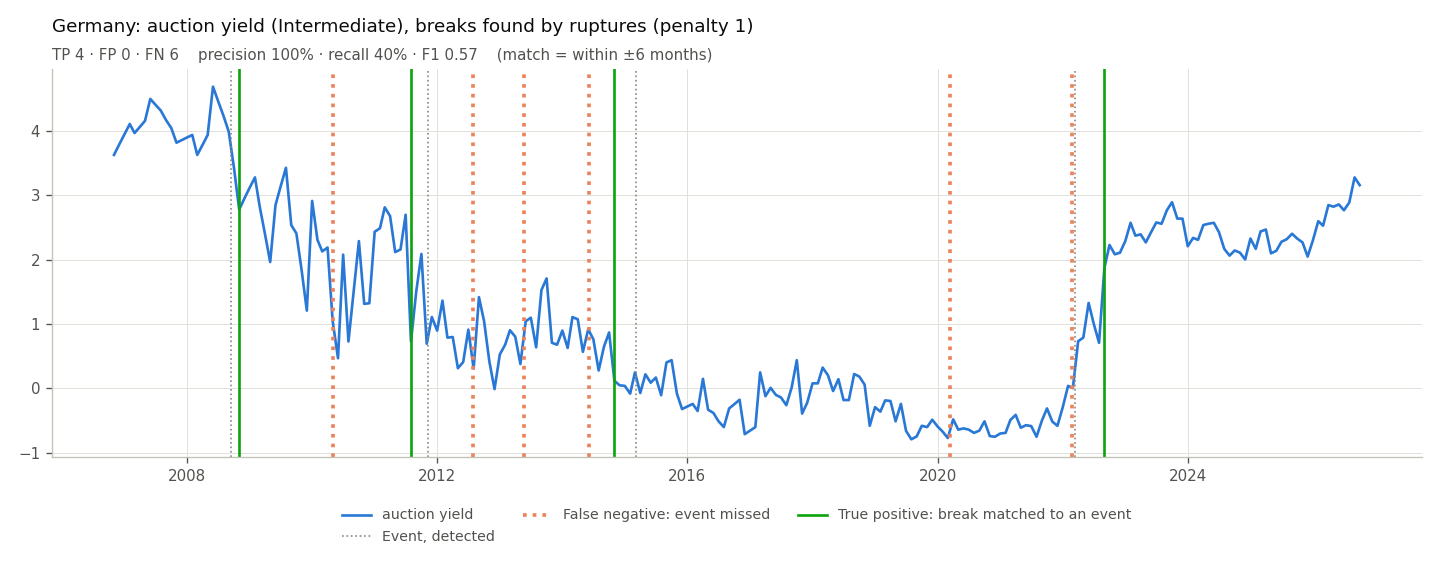 Germany: auction yield (Intermediate), breaks found by ruptures (penalty 1)
TP 4 · FP 0 · FN 6    precision 100% · recall 40% · F1 0.57    (match = within ±6 months)
4
3
2
1
0
−1
2008 2012 2016 2020 2024
auction yield False negative: event missed True positive: break matched to an event
Event, detected